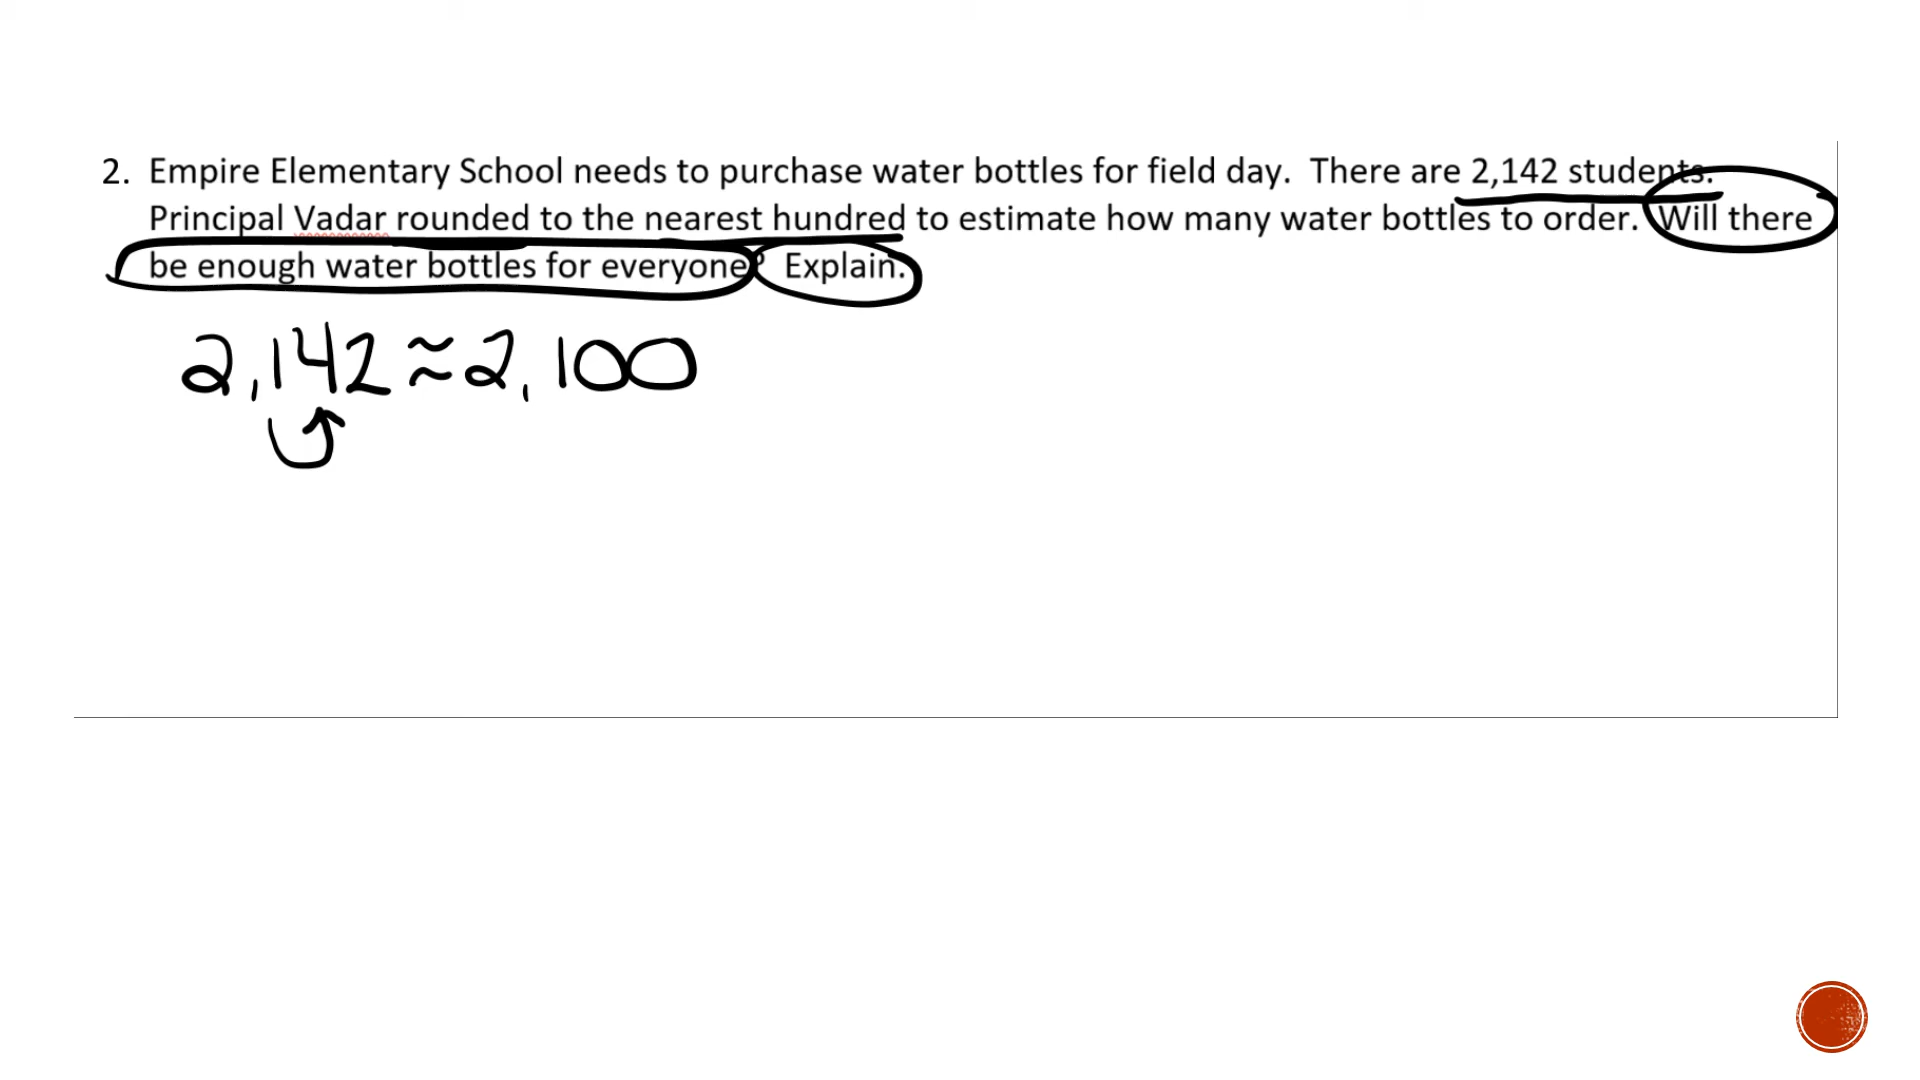 2. Empire Elementary School needs to purchase water bottles for field day. There are 2,142 students.
Principal Vadar rounded to the nearest hundred to estimate how many water bottles to order. Will there
be enough water bottles for everyone? Explain.
2,142 ≈ 2,100